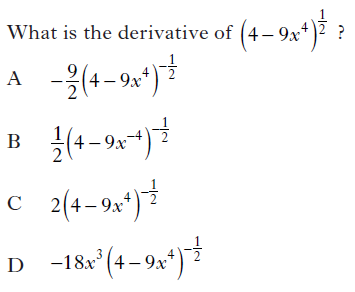 What is the derivative of (4 – 9x⁴)^½ ?
A –9/2(4 – 9x⁴)^–½
B ½(4 – 9x⁻⁴)^–½
C 2(4 – 9x⁴)^–½
D –18x³(4 – 9x⁴)^–½